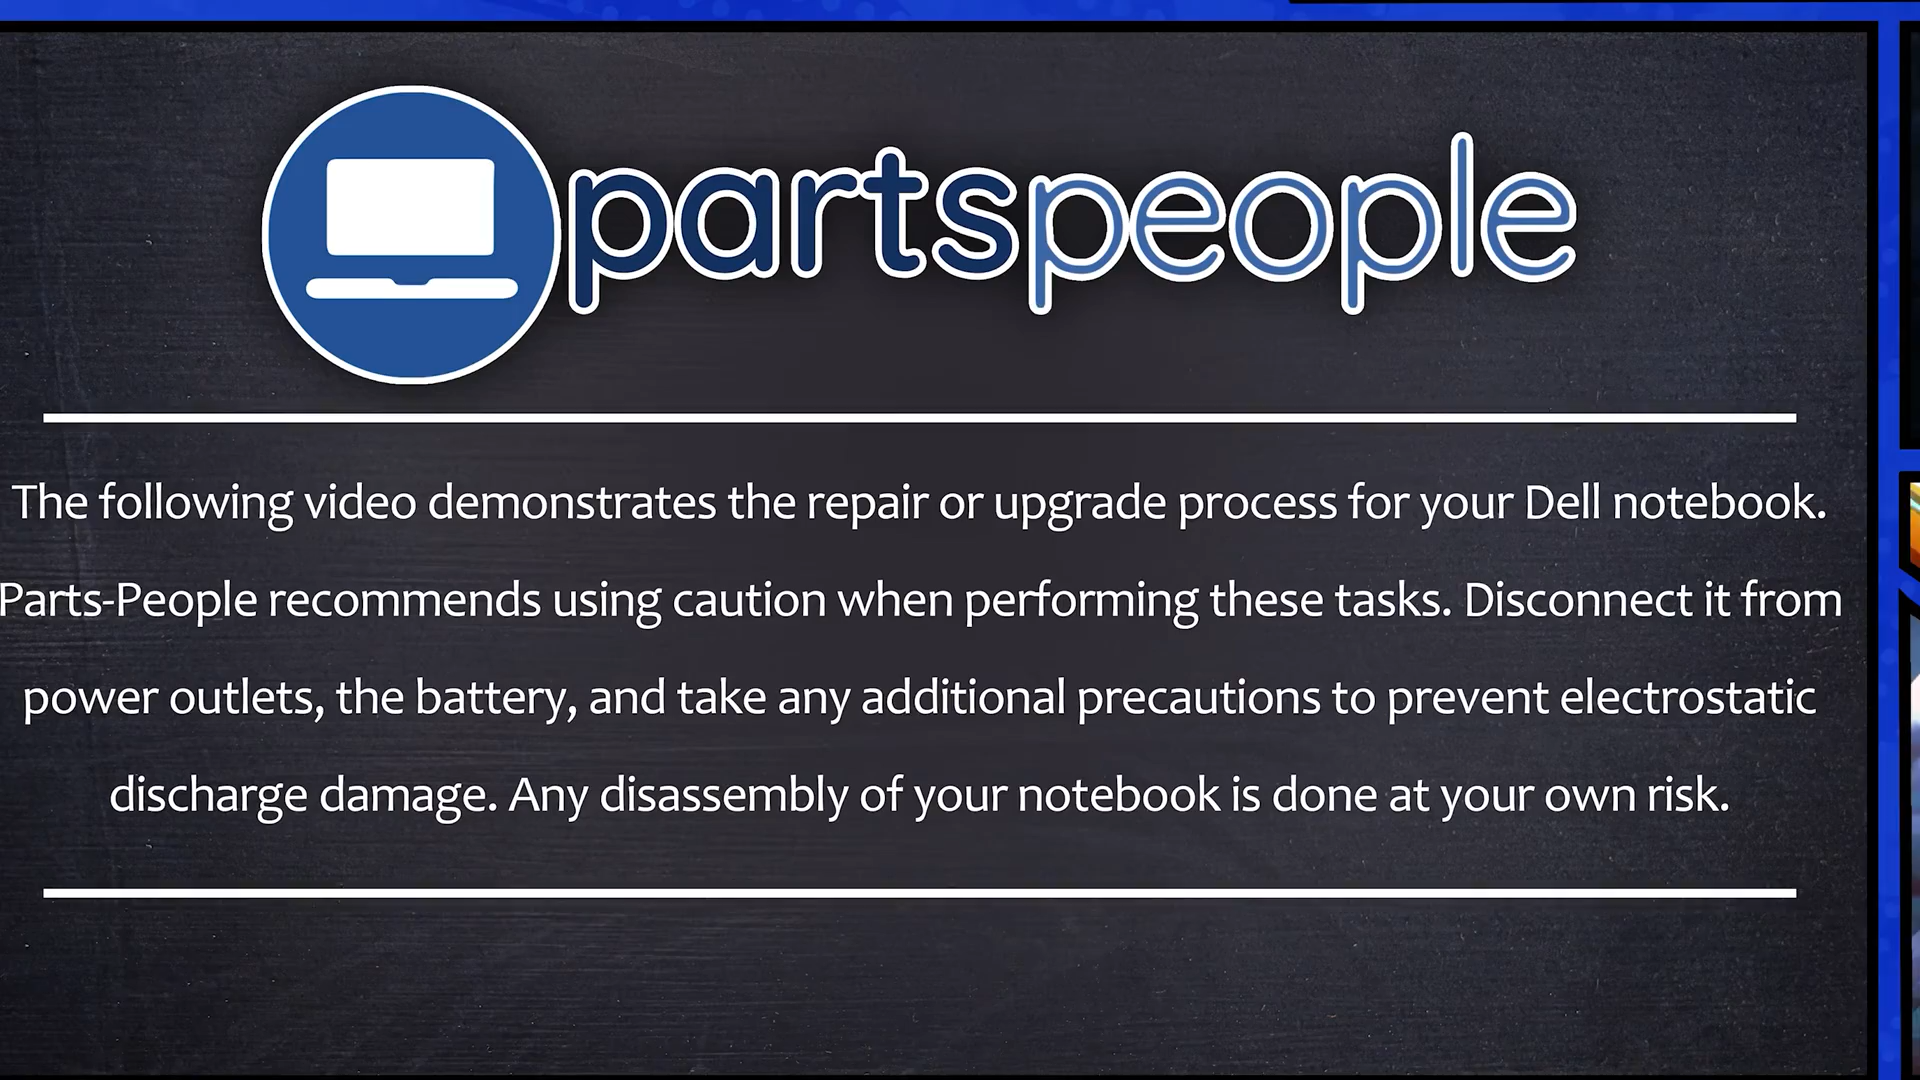 partspeople
The following video demonstrates the repair or upgrade process for your Dell notebook.
Parts-People recommends using caution when performing these tasks. Disconnect it from
power outlets, the battery, and take any additional precautions to prevent electrostatic
discharge damage. Any disassembly of your notebook is done at your own risk.